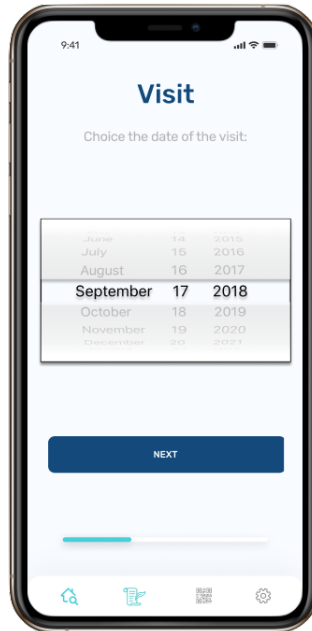 9:41
Visit
Choice the date of the visit:
June 14 2015
July 15 2016
August 16 2017
September 17 2018
October 18 2019
November 19 2020
December 20 2021
NEXT